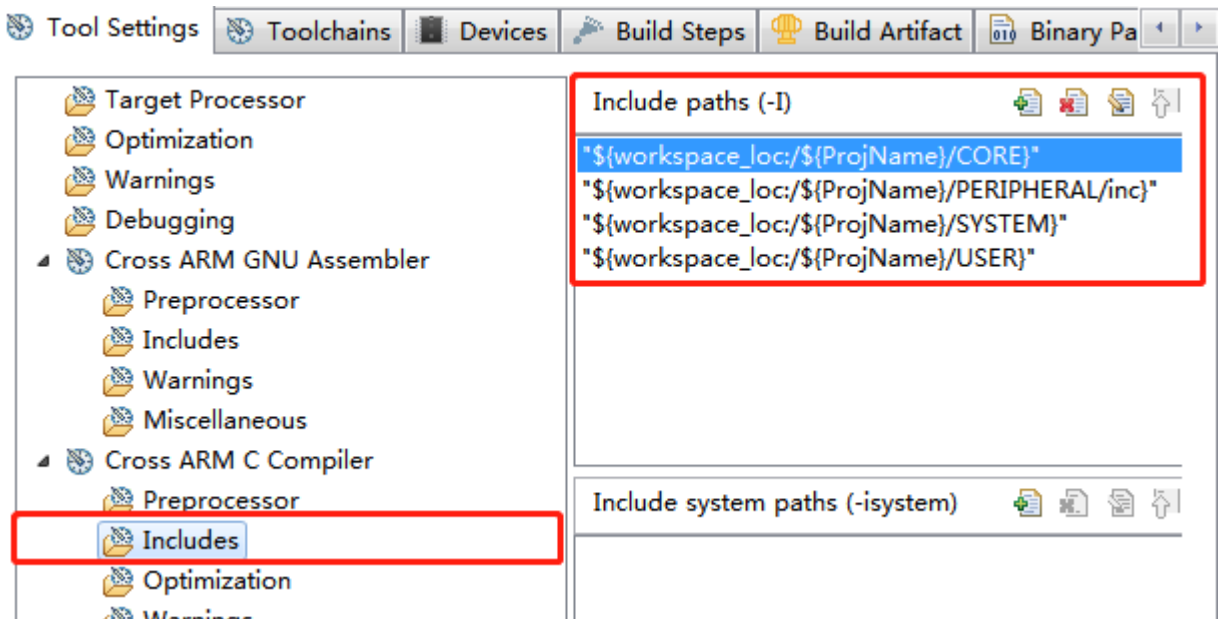 Tool Settings Toolchains Devices Build Steps Build Artifact Binary Pa
Target Processor
Optimization
Warnings
Debugging
Cross ARM GNU Assembler
Preprocessor
Includes
Warnings
Miscellaneous
Cross ARM C Compiler
Preprocessor
Includes
Optimization
Warnings
Include paths (-I)
"${workspace_loc:/${ProjName}/CORE}"
"${workspace_loc:/${ProjName}/PERIPHERAL/inc}"
"${workspace_loc:/${ProjName}/SYSTEM}"
"${workspace_loc:/${ProjName}/USER}"
Include system paths (-isystem)